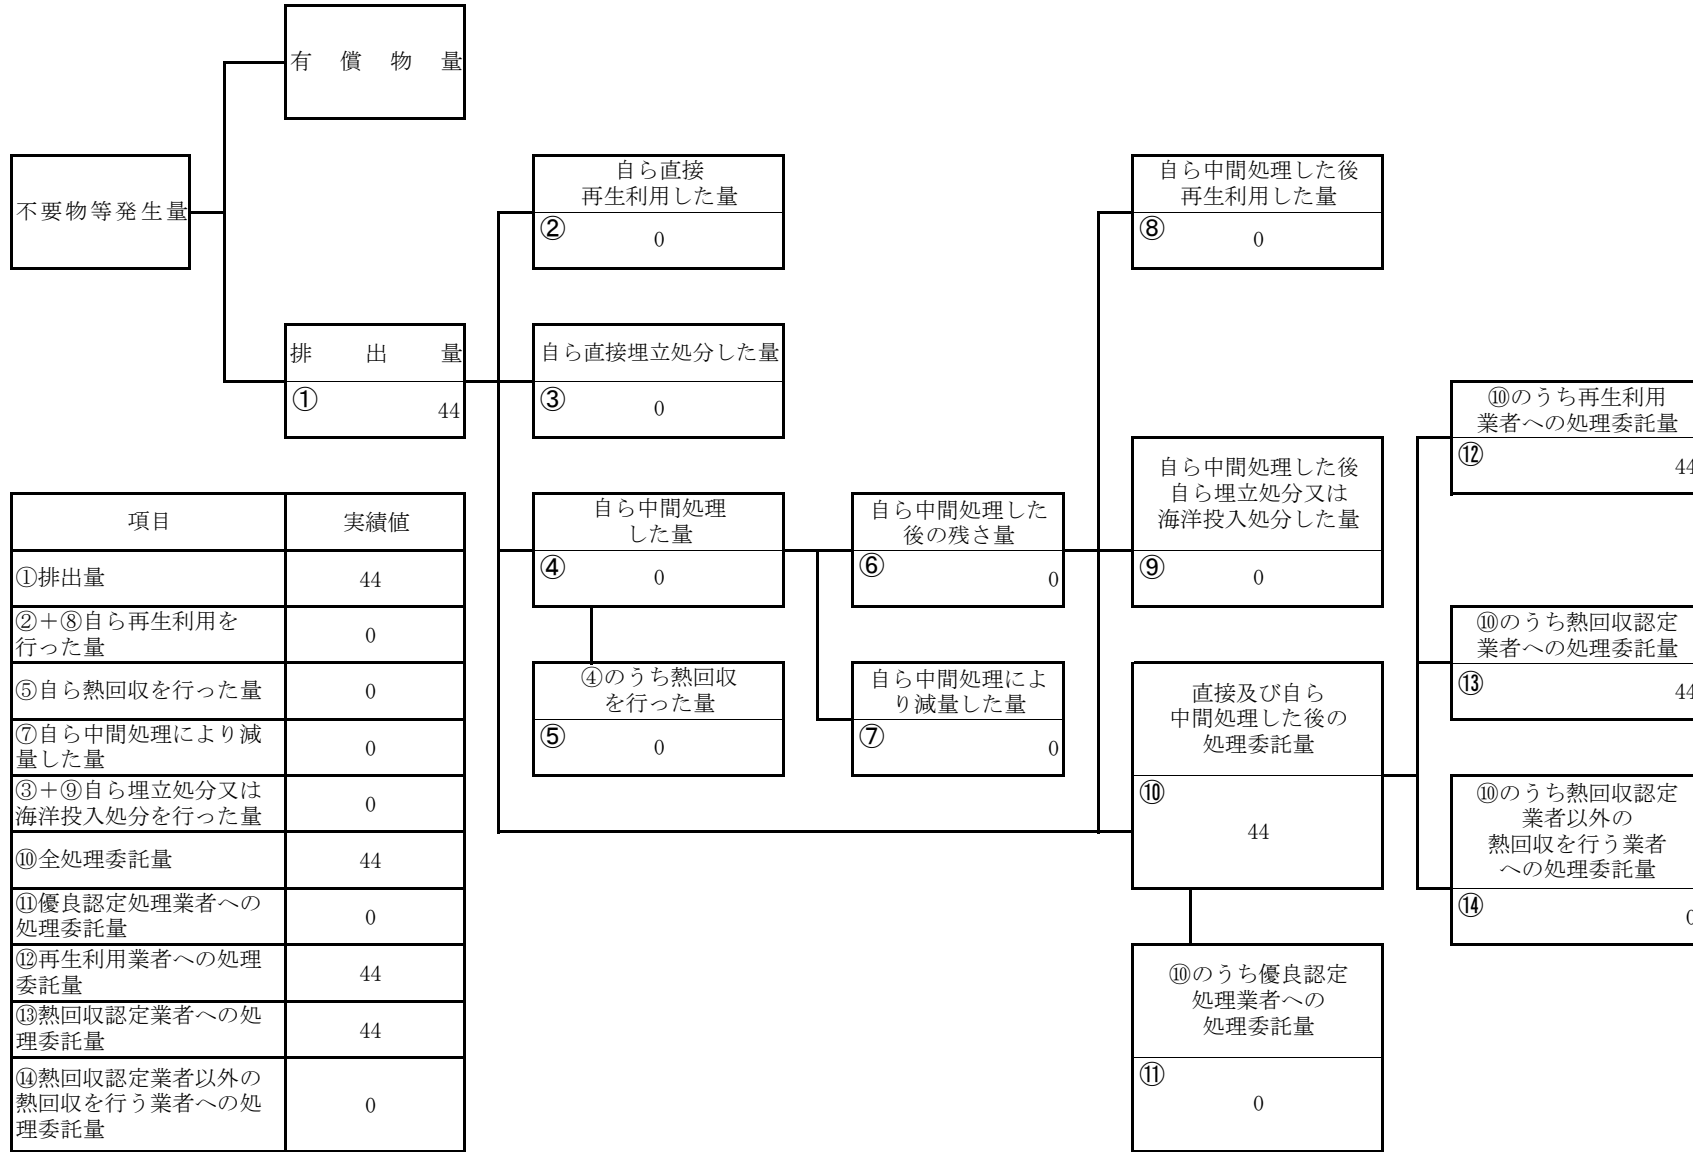 有償物量
不要物等発生量
排出量
①
44
自ら直接
再生利用した量
②
0
自ら直接埋立処分した量
③
0
自ら中間処理
した量
④
0
④のうち熱回収
を行った量
⑤
0
自ら中間処理した
後の残さ量
⑥
0
自ら中間処理によ
り減量した量
⑦
0
自ら中間処理した後
再生利用した量
⑧
0
自ら中間処理した後
自ら埋立処分又は
海洋投入処分した量
⑨
0
直接及び自ら
中間処理した後の
処理委託量
⑩
44
⑩のうち優良認定
処理業者への
処理委託量
⑪
0
⑩のうち再生利用
業者への処理委託量
⑫
44
⑩のうち熱回収認定
業者への処理委託量
⑬
44
⑩のうち熱回収認定
業者以外の
熱回収を行う業者
への処理委託量
⑭
0
項目 実績値
①排出量 44
②＋⑧自ら再生利用を
行った量 0
⑤自ら熱回収を行った量 0
⑦自ら中間処理により減
量した量 0
③＋⑨自ら埋立処分又は
海洋投入処分を行った量 0
⑩全処理委託量 44
⑪優良認定処理業者への
処理委託量 0
⑫再生利用業者への処理
委託量 44
⑬熱回収認定業者への処
理委託量 44
⑭熱回収認定業者以外の
熱回収を行う業者への処
理委託量 0